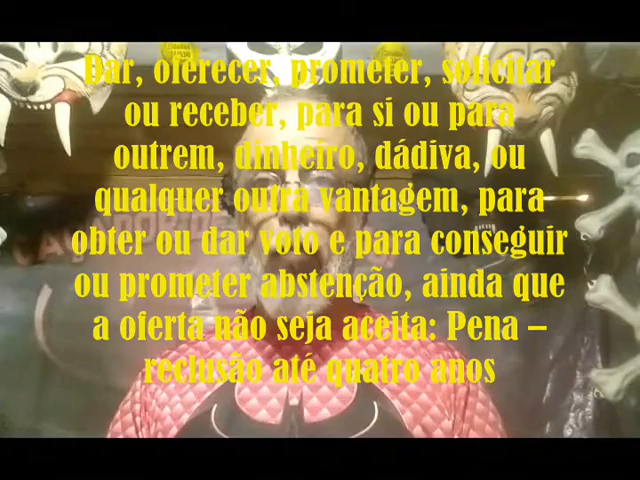 Dar, oferecer, prometer, solicitar
ou receber, para si ou para
outrem, dinheiro, dádiva, ou
qualquer outra vantagem, para
obter ou dar voto e para conseguir
ou prometer abstenção, ainda que
a oferta não seja aceita: Pena –
reclusão até quatro anos